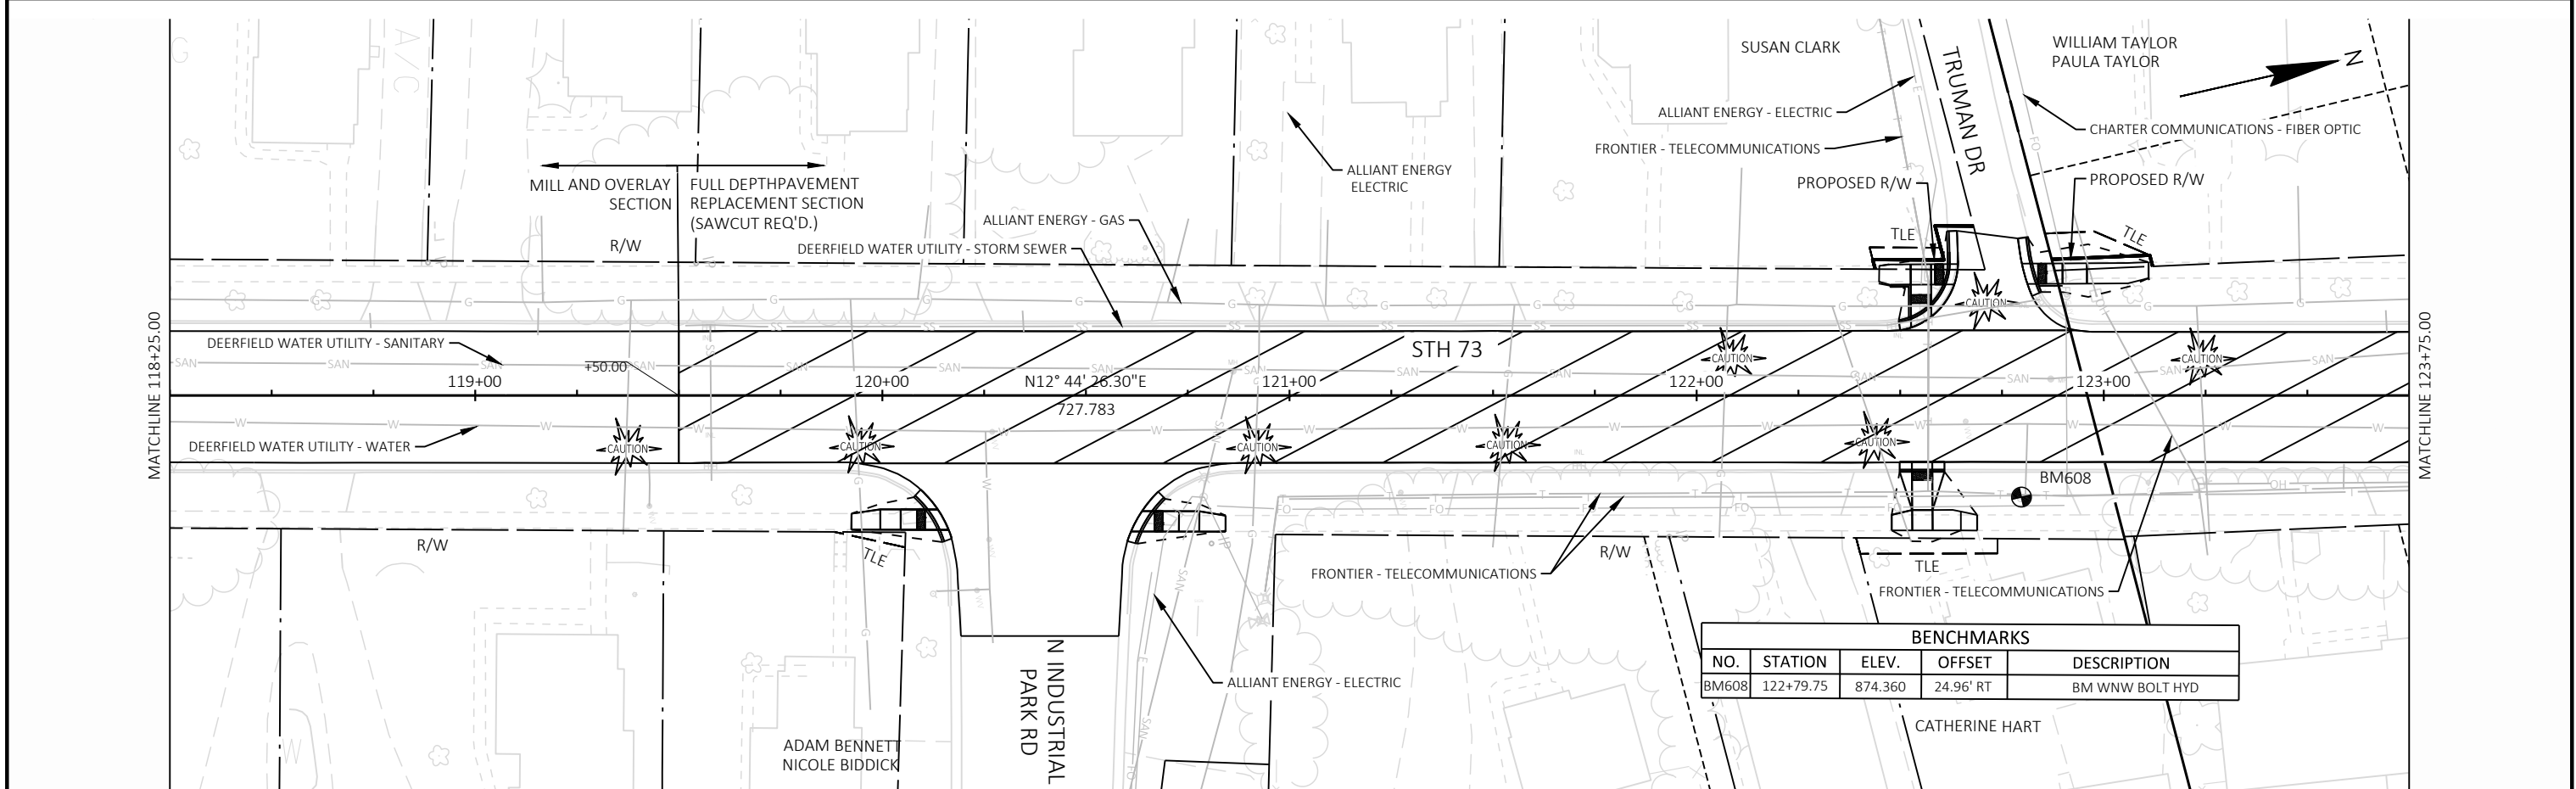 SUSAN CLARK
TRUMAN DR
WILLIAM TAYLOR
PAULA TAYLOR
N
A/C
G
ALLIANT ENERGY - ELECTRIC
FRONTIER - TELECOMMUNICATIONS
CHARTER COMMUNICATIONS - FIBER OPTIC
ALLIANT ENERGY
ELECTRIC
PROPOSED R/W
PROPOSED R/W
MILL AND OVERLAY
SECTION
FULL DEPTHPAVEMENT
REPLACEMENT SECTION
(SAWCUT REQ'D.)
R/W
ALLIANT ENERGY - GAS
DEERFIELD WATER UTILITY - STORM SEWER
TLE
TLE
CAUTION
MATCHLINE 118+25.00
DEERFIELD WATER UTILITY - SANITARY
STH 73
CAUTION
CAUTION
MATCHLINE 123+75.00
+50.00
119+00
120+00
N12° 44' 26.30"E
121+00
122+00
123+00
727.783
DEERFIELD WATER UTILITY - WATER
CAUTION
CAUTION
CAUTION
CAUTION
CAUTION
BM608
R/W
TLE
R/W
TLE
FRONTIER - TELECOMMUNICATIONS
FRONTIER - TELECOMMUNICATIONS
ALLIANT ENERGY - ELECTRIC
N INDUSTRIAL
PARK RD
BENCHMARKS
NO. STATION ELEV. OFFSET DESCRIPTION
BM608 122+79.75 874.360 24.96' RT BM WNW BOLT HYD
CATHERINE HART
ADAM BENNETT
NICOLE BIDDICK